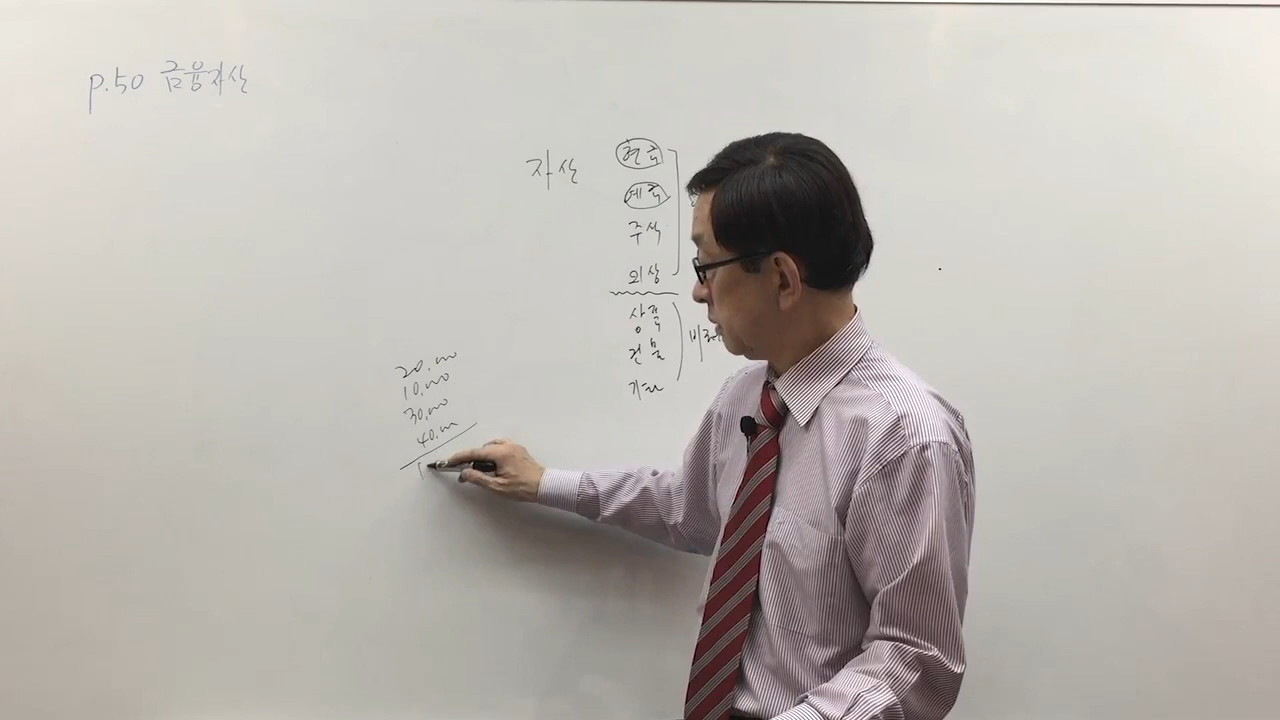 p.50 금융자산
자산
현금
예금
주식
외상
상품
건물
기계
20,000
10,000
30,000
40,000
1